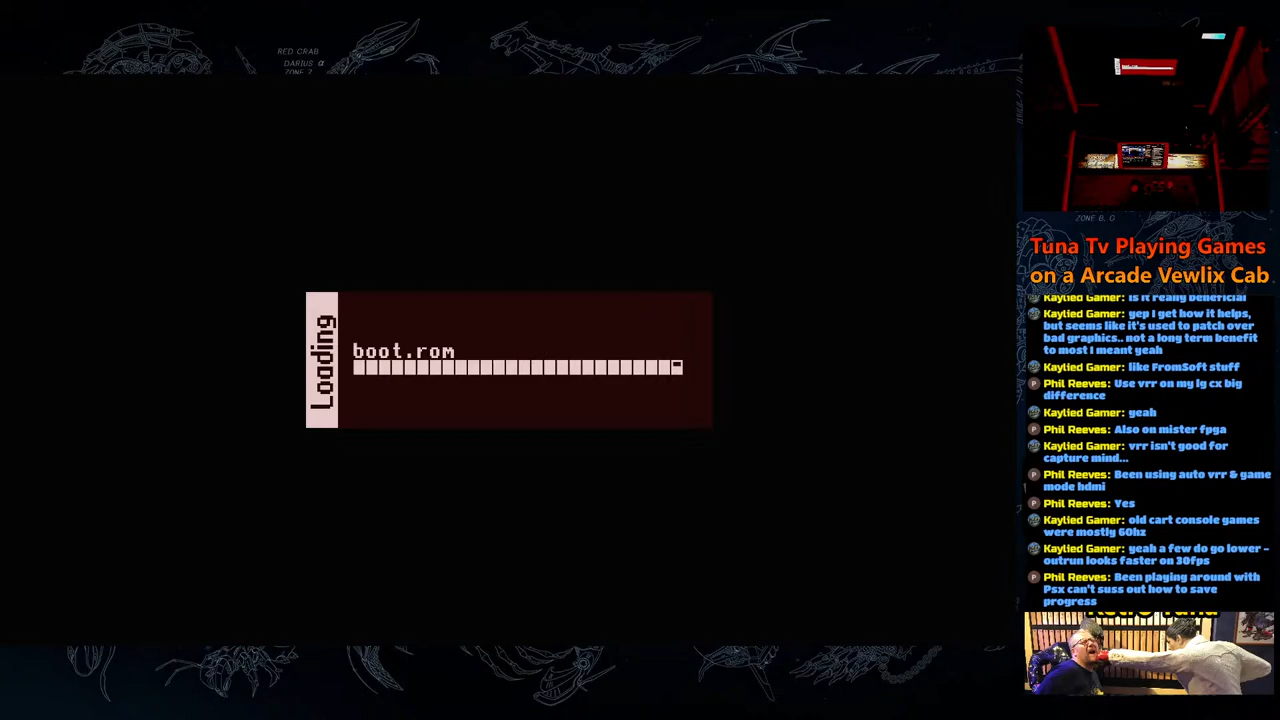 RED CRAB
DARIUS α
ZONE Z
Loading
boot.rom
boot.rom
ZONE B. C
Tuna Tv Playing Games
on a Arcade Vewlix Cab
Kaylied Gamer: is it really beneficial
Kaylied Gamer: yep I get how it helps,
but seems like it's used to patch over
bad graphics.. not a long term benefit
to most I meant yeah
Kaylied Gamer: like FromSoft stuff
Phil Reeves: Use vrr on my lg cx big
difference
Kaylied Gamer: yeah
Phil Reeves: Also on mister fpga
Kaylied Gamer: vrr isn't good for
capture mind...
Phil Reeves: Been using auto vrr & game
mode hdmi
Phil Reeves: Yes
Kaylied Gamer: old cart console games
were mostly 60hz
Kaylied Gamer: yeah a few do go lower -
outrun looks faster on 30fps
Phil Reeves: Been playing around with
Psx can't suss out how to save
progress
Retro Tuna